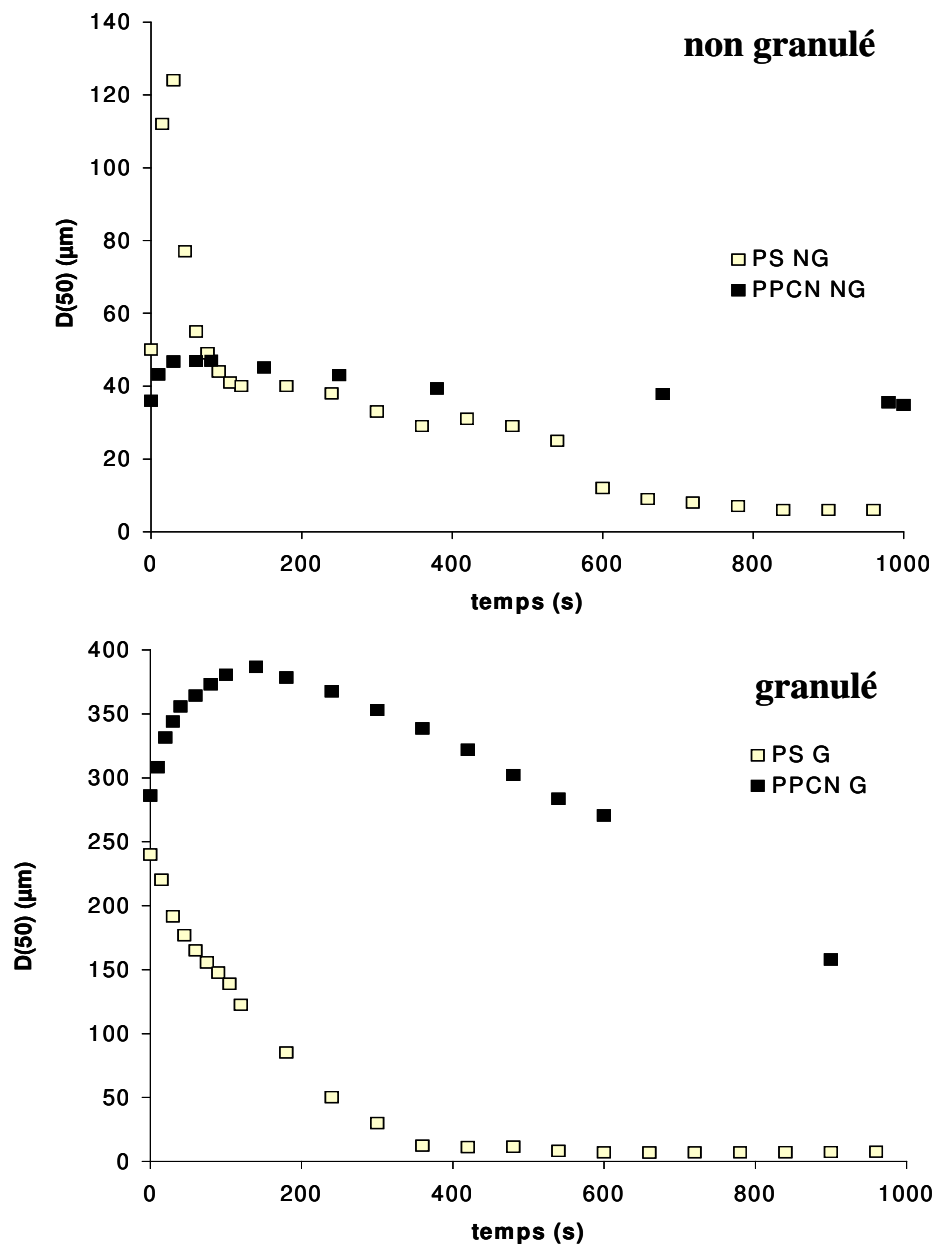 140
non granulé
120
100
80
60
40
20
0
D(50) (µm)
PS NG
PPCN NG
0 200 400 600 800 1000
temps (s)
400
granulé
350
300
250
200
150
100
50
0
D(50) (µm)
PS G
PPCN G
0 200 400 600 800 1000
temps (s)